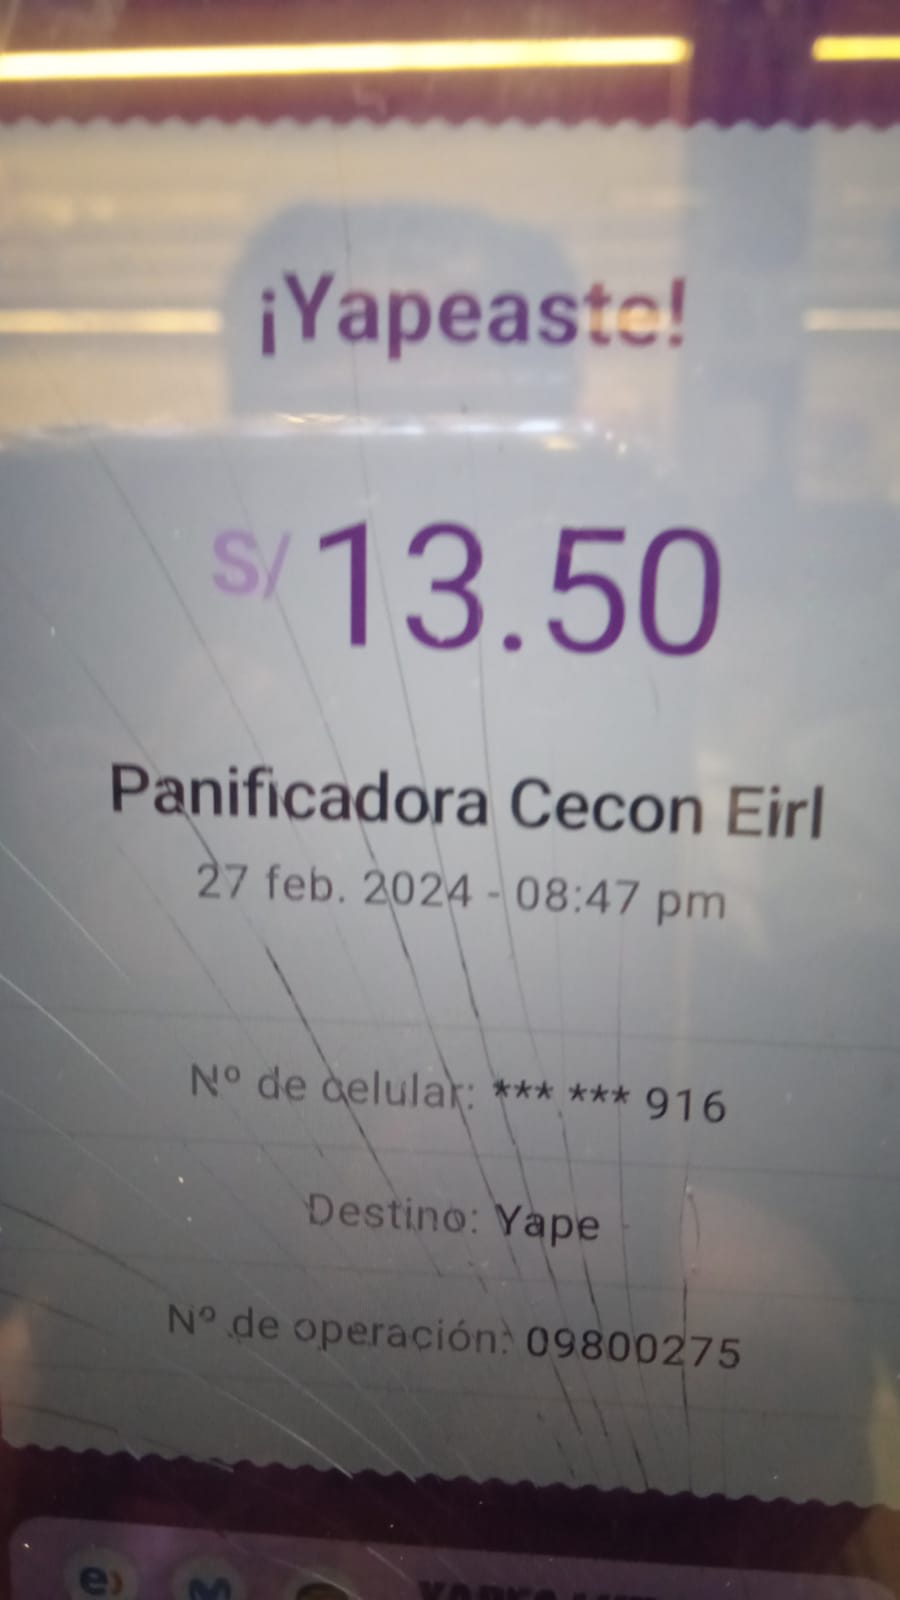 ¡Yapeaste!
S/ 13.50
Panificadora Cecon Eirl
27 feb. 2024 - 08:47 pm
Nº de celular: *** *** 916
Destino: Yape
Nº de operación: 09800275